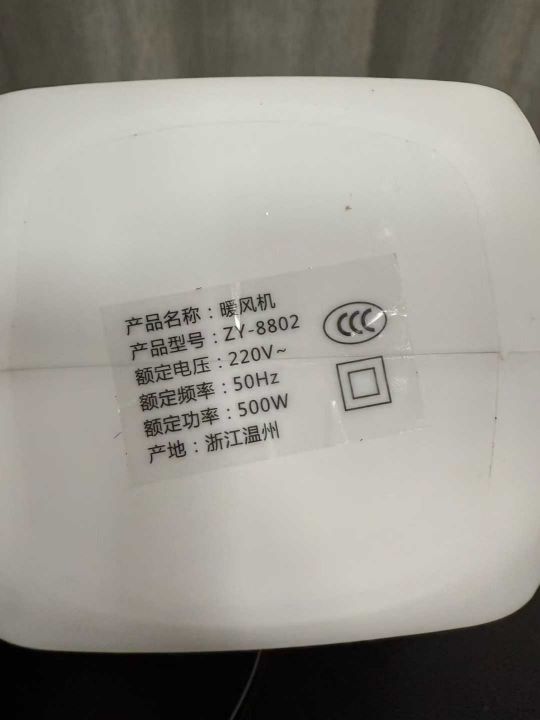 产品名称：暖风机
产品型号：ZY-8802
额定电压：220V~
额定频率：50Hz
额定功率：500W
产地：浙江温州
CCC